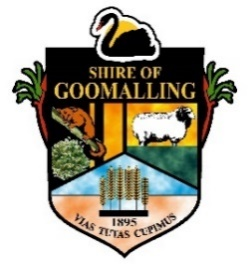 SHIRE OF
GOOMALLING
1895
VIAS TUTAS CUPIMUS